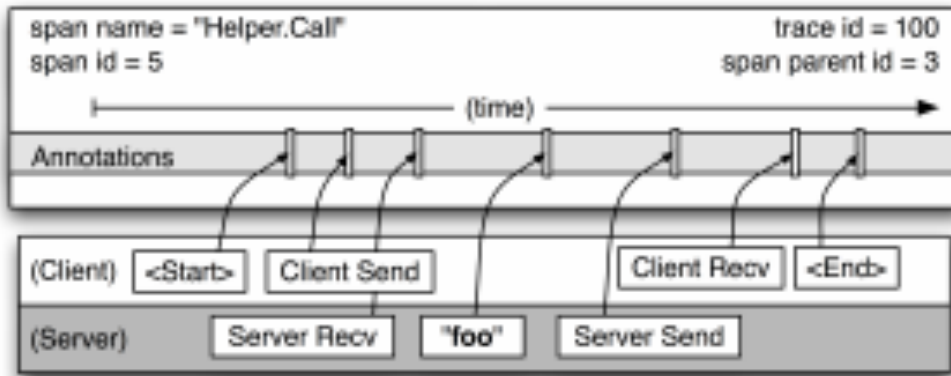 span name = "Helper.Call"
trace id = 100
span id = 5
span parent id = 3
(time)
Annotations
(Client)
<Start>
Client Send
Client Recv
<End>
(Server)
Server Recv
"foo"
Server Send